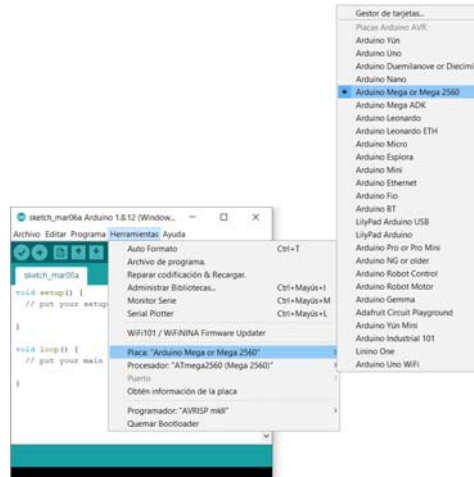 Gestor de tarjetas...
Placas Arduino AVR
Arduino Yún
Arduino Uno
Arduino Duemilanove or Diecimi
Arduino Nano
Arduino Mega or Mega 2560
Arduino Mega ADK
Arduino Leonardo
Arduino Leonardo ETH
Arduino Micro
Arduino Esplora
Arduino Mini
Arduino Ethernet
Arduino Fio
Arduino BT
LilyPad Arduino USB
LilyPad Arduino
Arduino Pro or Pro Mini
Arduino NG or older
Arduino Robot Control
Arduino Robot Motor
Arduino Gemma
Adafruit Circuit Playground
Arduino Yún Mini
Arduino Industrial 101
Linino One
Arduino Uno WiFi
sketch_mar06a Arduino 1.8.12 (Window...
Archivo Editar Programa Herramientas Ayuda
sketch_mar06a
void setup() {
// put your setup
}
void loop() {
// put your main
}
Auto Formato Ctrl+T
Archivo de programa.
Reparar codificación & Recargar.
Administrar Bibliotecas... Ctrl+Mayús+I
Monitor Serie Ctrl+Mayús+M
Serial Plotter Ctrl+Mayús+L
WiFi101 / WiFiNINA Firmware Updater
Placa: "Arduino Mega or Mega 2560"
Procesador: "ATmega2560 (Mega 2560)"
Puerto
Obtén información de la placa
Programador: "AVRISP mkII"
Quemar Bootloader